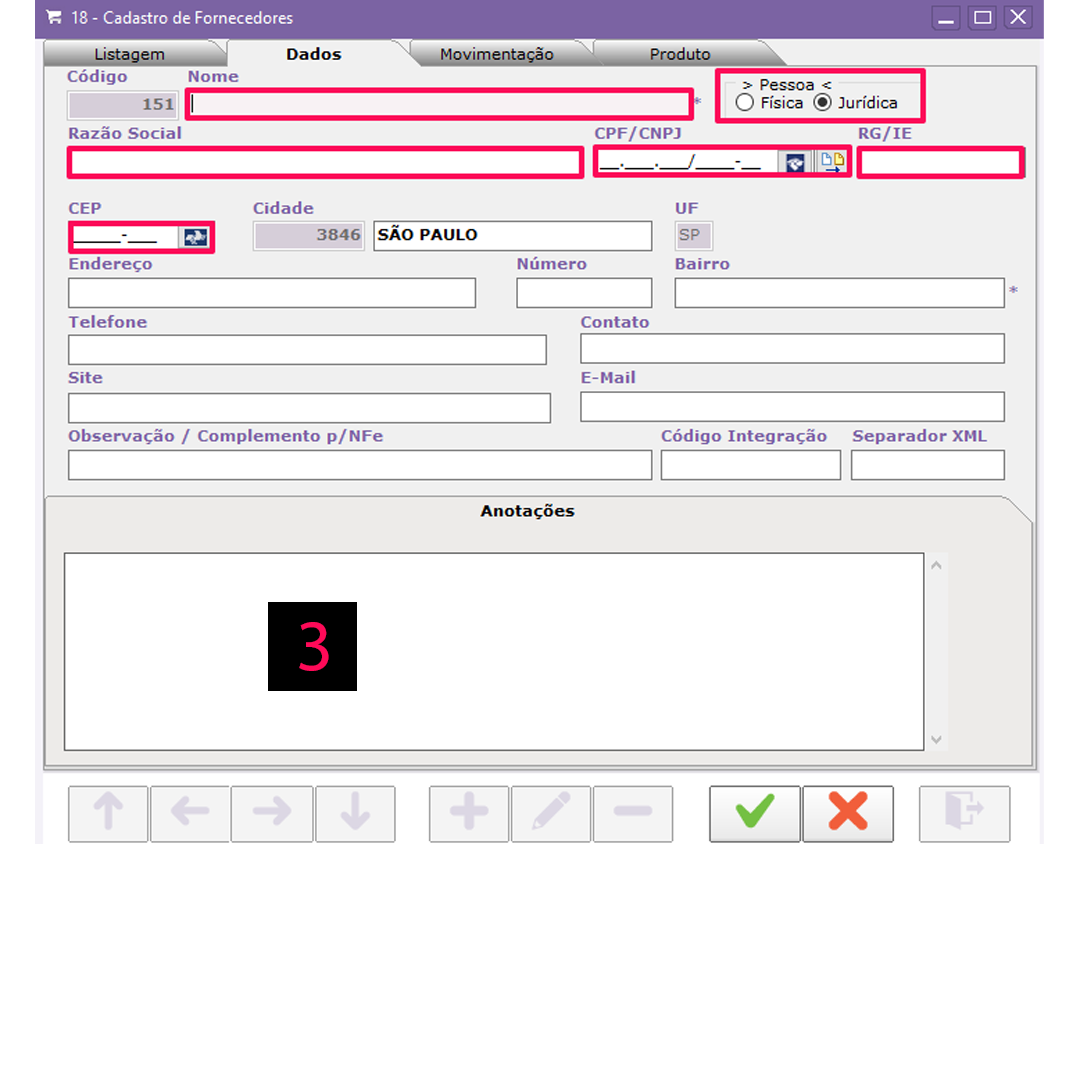 18 - Cadastro de Fornecedores
Listagem Dados Movimentação Produto
Código Nome > Pessoa <
151 * Física Jurídica
Razão Social CPF/CNPJ RG/IE
__.___.___/____-__
CEP Cidade UF
_____-___ 3846 SÃO PAULO SP
Endereço Número Bairro
*
Telefone Contato
Site E-Mail
Observação / Complemento p/NFe Código Integração Separador XML
Anotações
3